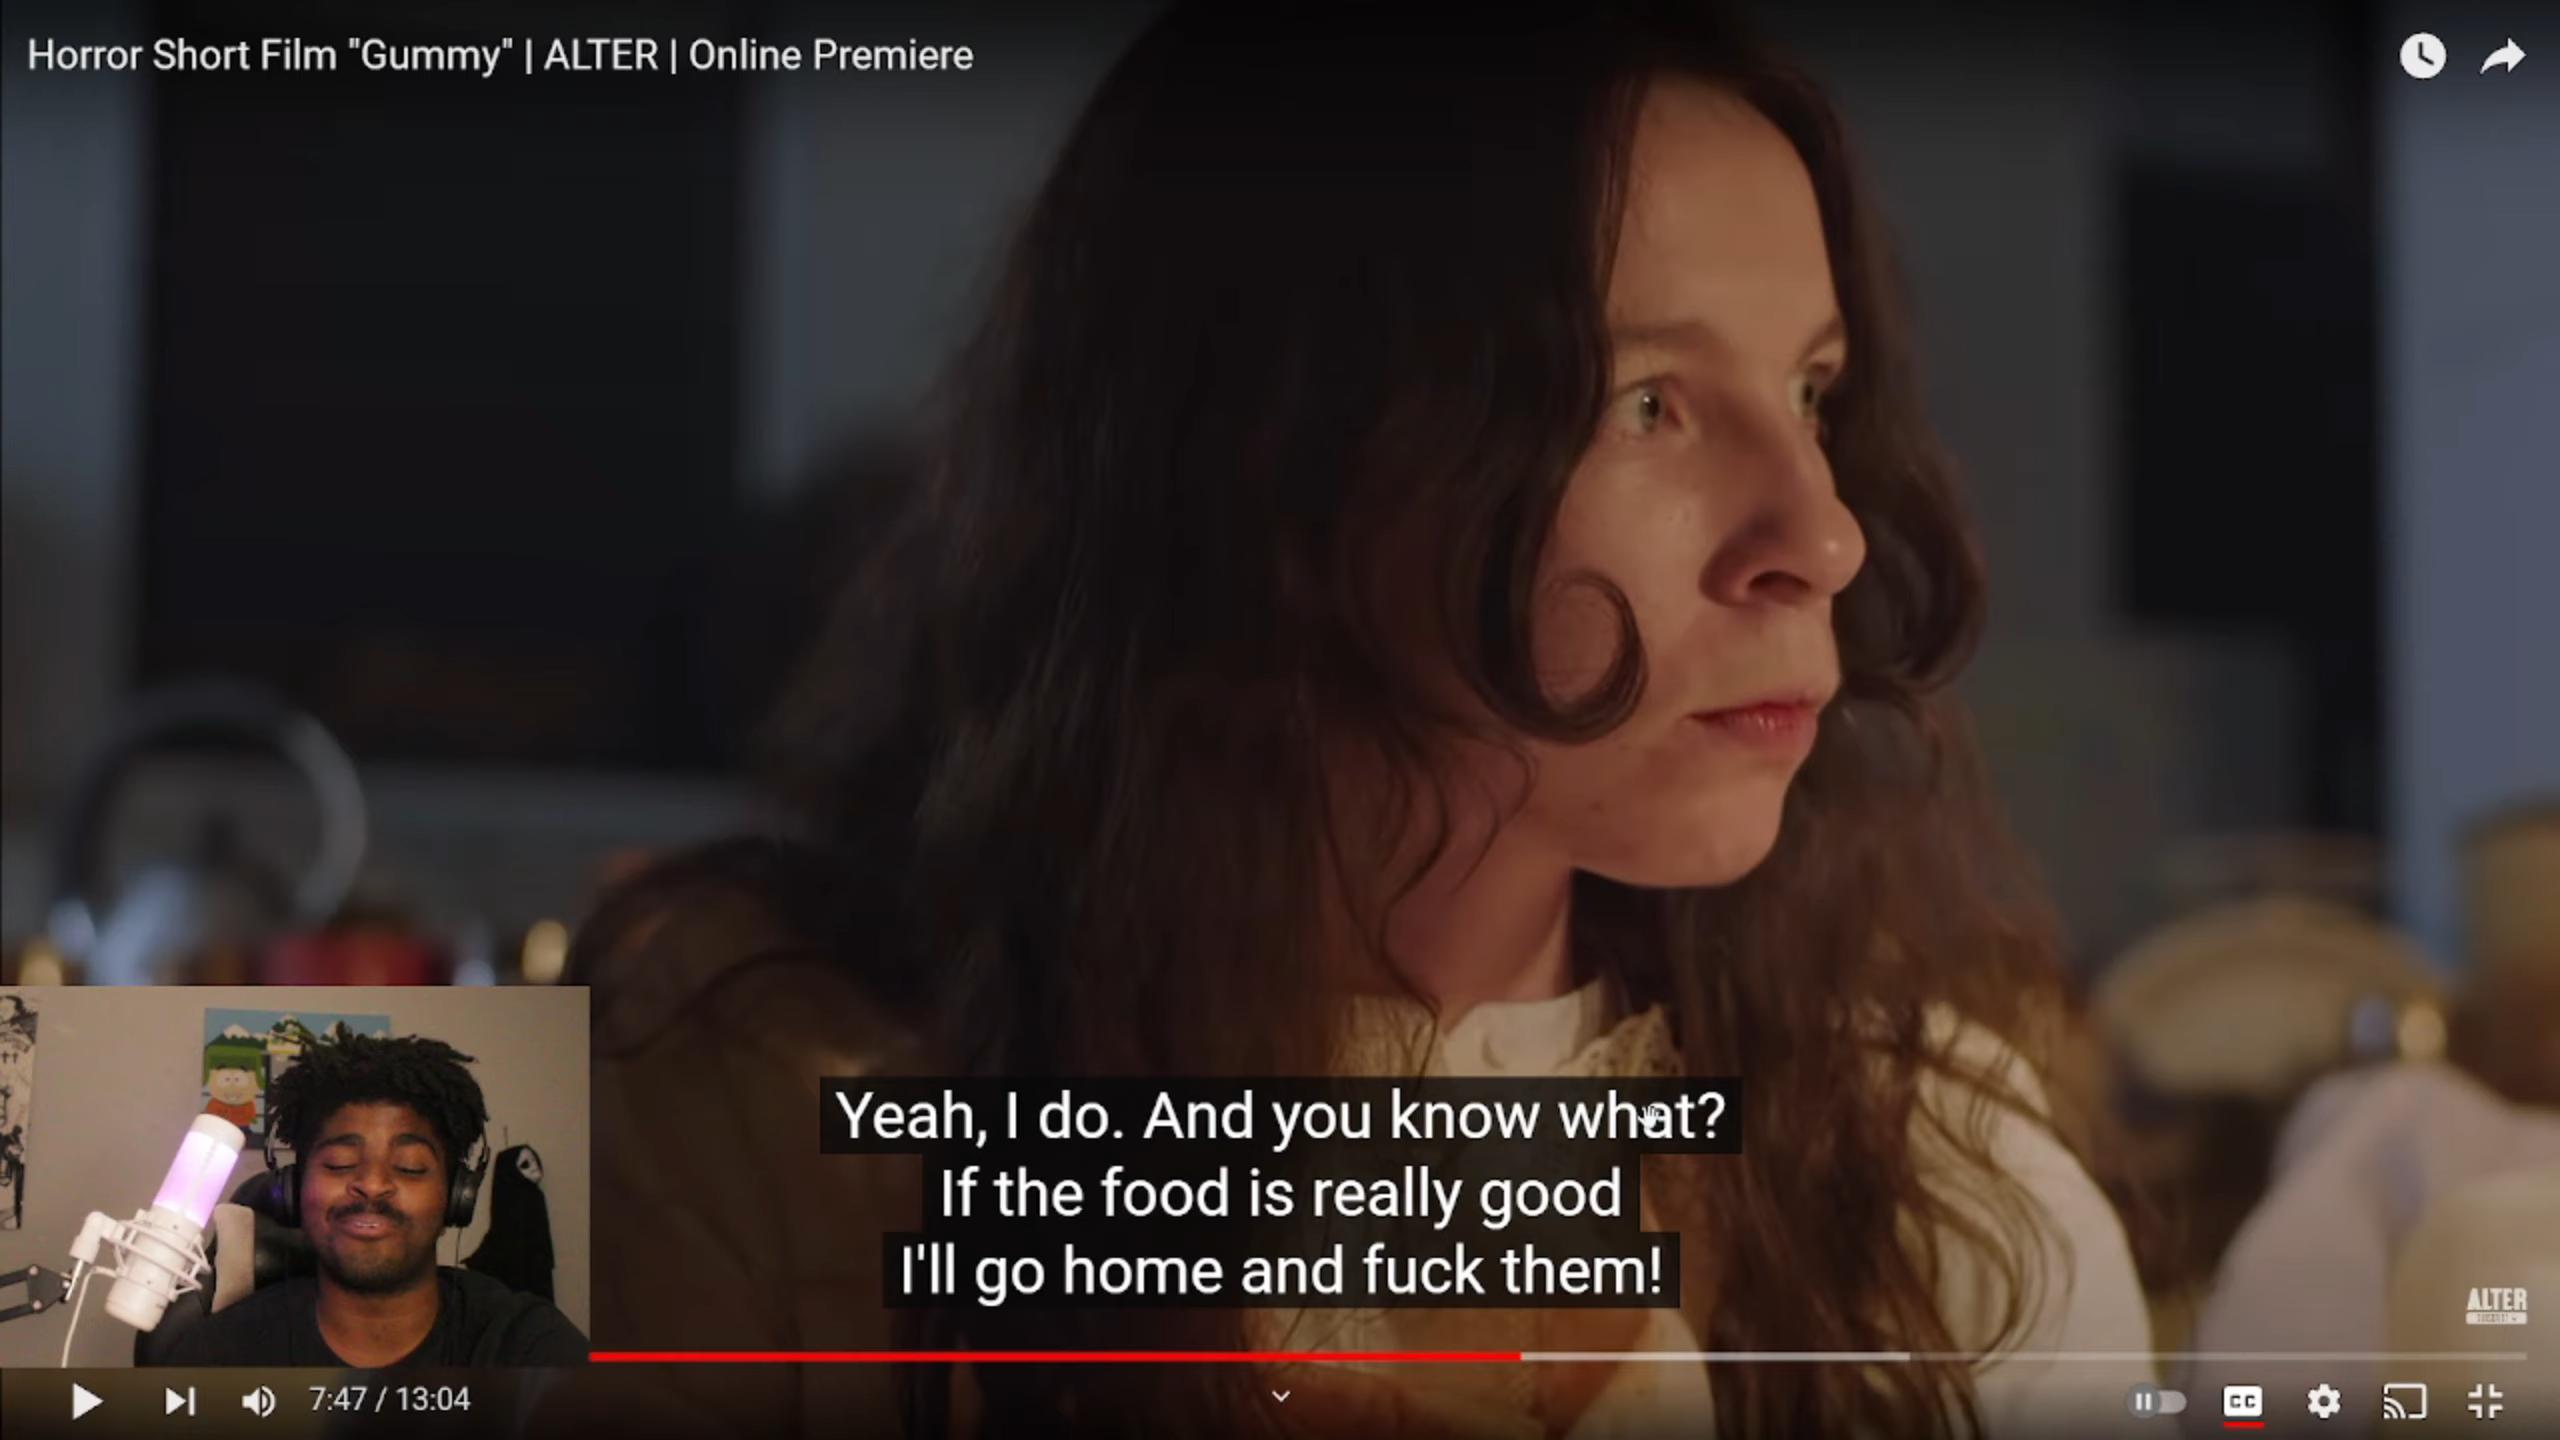 Horror Short Film "Gummy" | ALTER | Online Premiere
Yeah, I do. And you know what?
If the food is really good
I'll go home and fuck them!
ALTER
7:47 / 13:04
CC